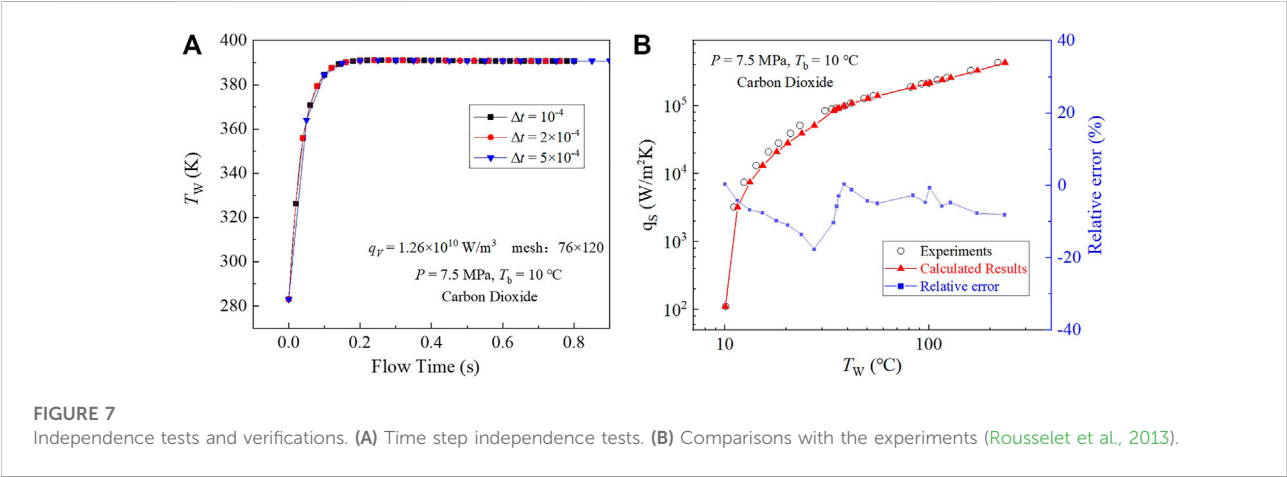 A
400
380
360
340
320
300
280
T_W (K)
Δt = 10⁻⁴
Δt = 2×10⁻⁴
Δt = 5×10⁻⁴
q_V = 1.26×10¹⁰ W/m³ mesh：76×120
P = 7.5 MPa, T_b = 10 ℃
Carbon Dioxide
0.0 0.2 0.4 0.6 0.8
Flow Time (s)
B
P = 7.5 MPa, T_b = 10 ℃
Carbon Dioxide
10⁵
10⁴
10³
10²
q_S (W/m²K)
40
20
0
-20
-40
Relative error (%)
Experiments
Calculated Results
Relative error
10 100
T_W (℃)
FIGURE 7
Independence tests and verifications. (A) Time step independence tests. (B) Comparisons with the experiments (Rousselet et al., 2013).